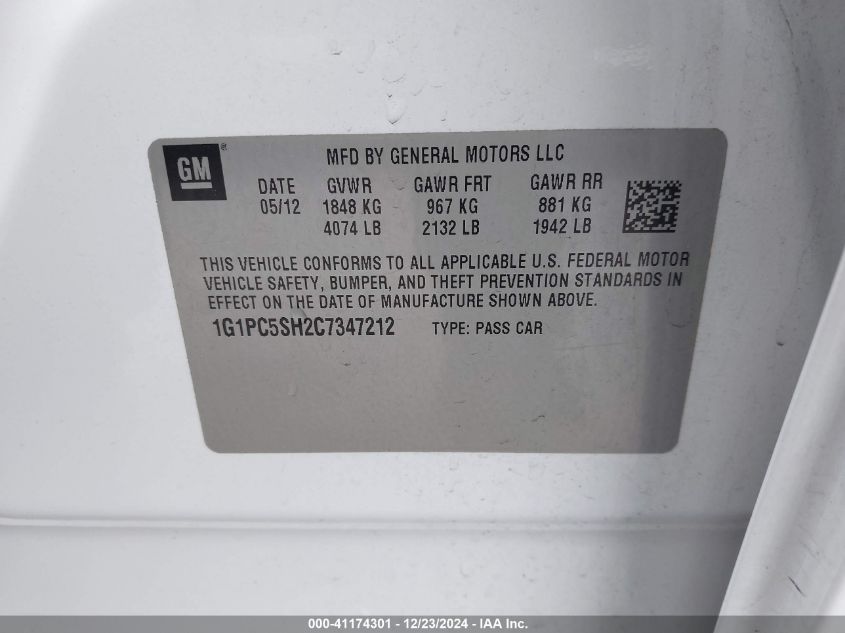 GM®
MFD BY GENERAL MOTORS LLC
DATE GVWR GAWR FRT GAWR RR
05/12 1848 KG 967 KG 881 KG
4074 LB 2132 LB 1942 LB
THIS VEHICLE CONFORMS TO ALL APPLICABLE U.S. FEDERAL MOTOR
VEHICLE SAFETY, BUMPER, AND THEFT PREVENTION STANDARDS IN
EFFECT ON THE DATE OF MANUFACTURE SHOWN ABOVE.
1G1PC5SH2C7347212 TYPE: PASS CAR
000-41174301 - 12/23/2024 - IAA Inc.